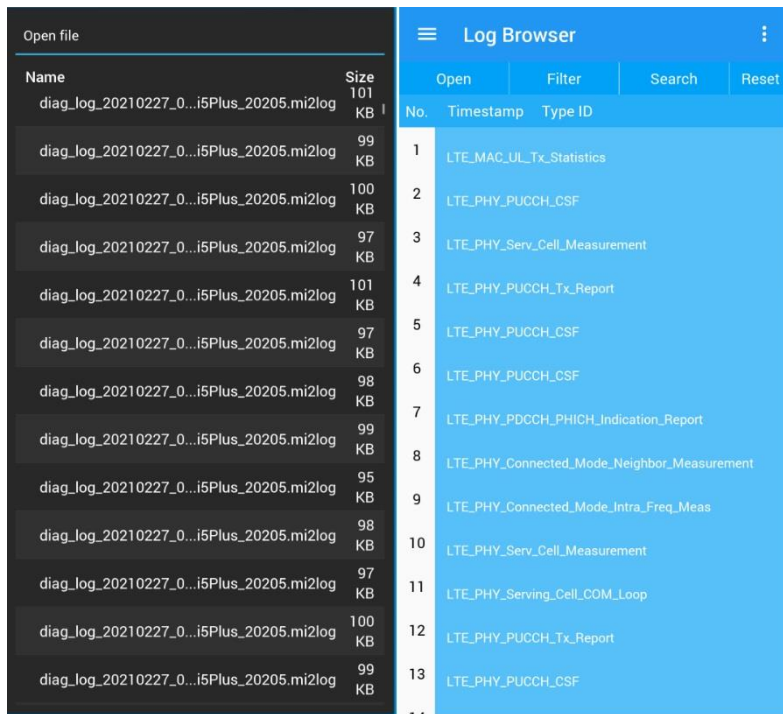 Open file
Name Size
diag_log_20210227_0...i5Plus_20205.mi2log 101 KB
diag_log_20210227_0...i5Plus_20205.mi2log 99 KB
diag_log_20210227_0...i5Plus_20205.mi2log 100 KB
diag_log_20210227_0...i5Plus_20205.mi2log 97 KB
diag_log_20210227_0...i5Plus_20205.mi2log 101 KB
diag_log_20210227_0...i5Plus_20205.mi2log 97 KB
diag_log_20210227_0...i5Plus_20205.mi2log 98 KB
diag_log_20210227_0...i5Plus_20205.mi2log 99 KB
diag_log_20210227_0...i5Plus_20205.mi2log 95 KB
diag_log_20210227_0...i5Plus_20205.mi2log 98 KB
diag_log_20210227_0...i5Plus_20205.mi2log 97 KB
diag_log_20210227_0...i5Plus_20205.mi2log 100 KB
diag_log_20210227_0...i5Plus_20205.mi2log 99 KB
Log Browser
Open Filter Search Reset
No. Timestamp Type ID
1 LTE_MAC_UL_Tx_Statistics
2 LTE_PHY_PUCCH_CSF
3 LTE_PHY_Serv_Cell_Measurement
4 LTE_PHY_PUCCH_Tx_Report
5 LTE_PHY_PUCCH_CSF
6 LTE_PHY_PUCCH_CSF
7 LTE_PHY_PDCCH_PHICH_Indication_Report
8 LTE_PHY_Connected_Mode_Neighbor_Measurement
9 LTE_PHY_Connected_Mode_Intra_Freq_Meas
10 LTE_PHY_Serv_Cell_Measurement
11 LTE_PHY_Serving_Cell_COM_Loop
12 LTE_PHY_PUCCH_Tx_Report
13 LTE_PHY_PUCCH_CSF